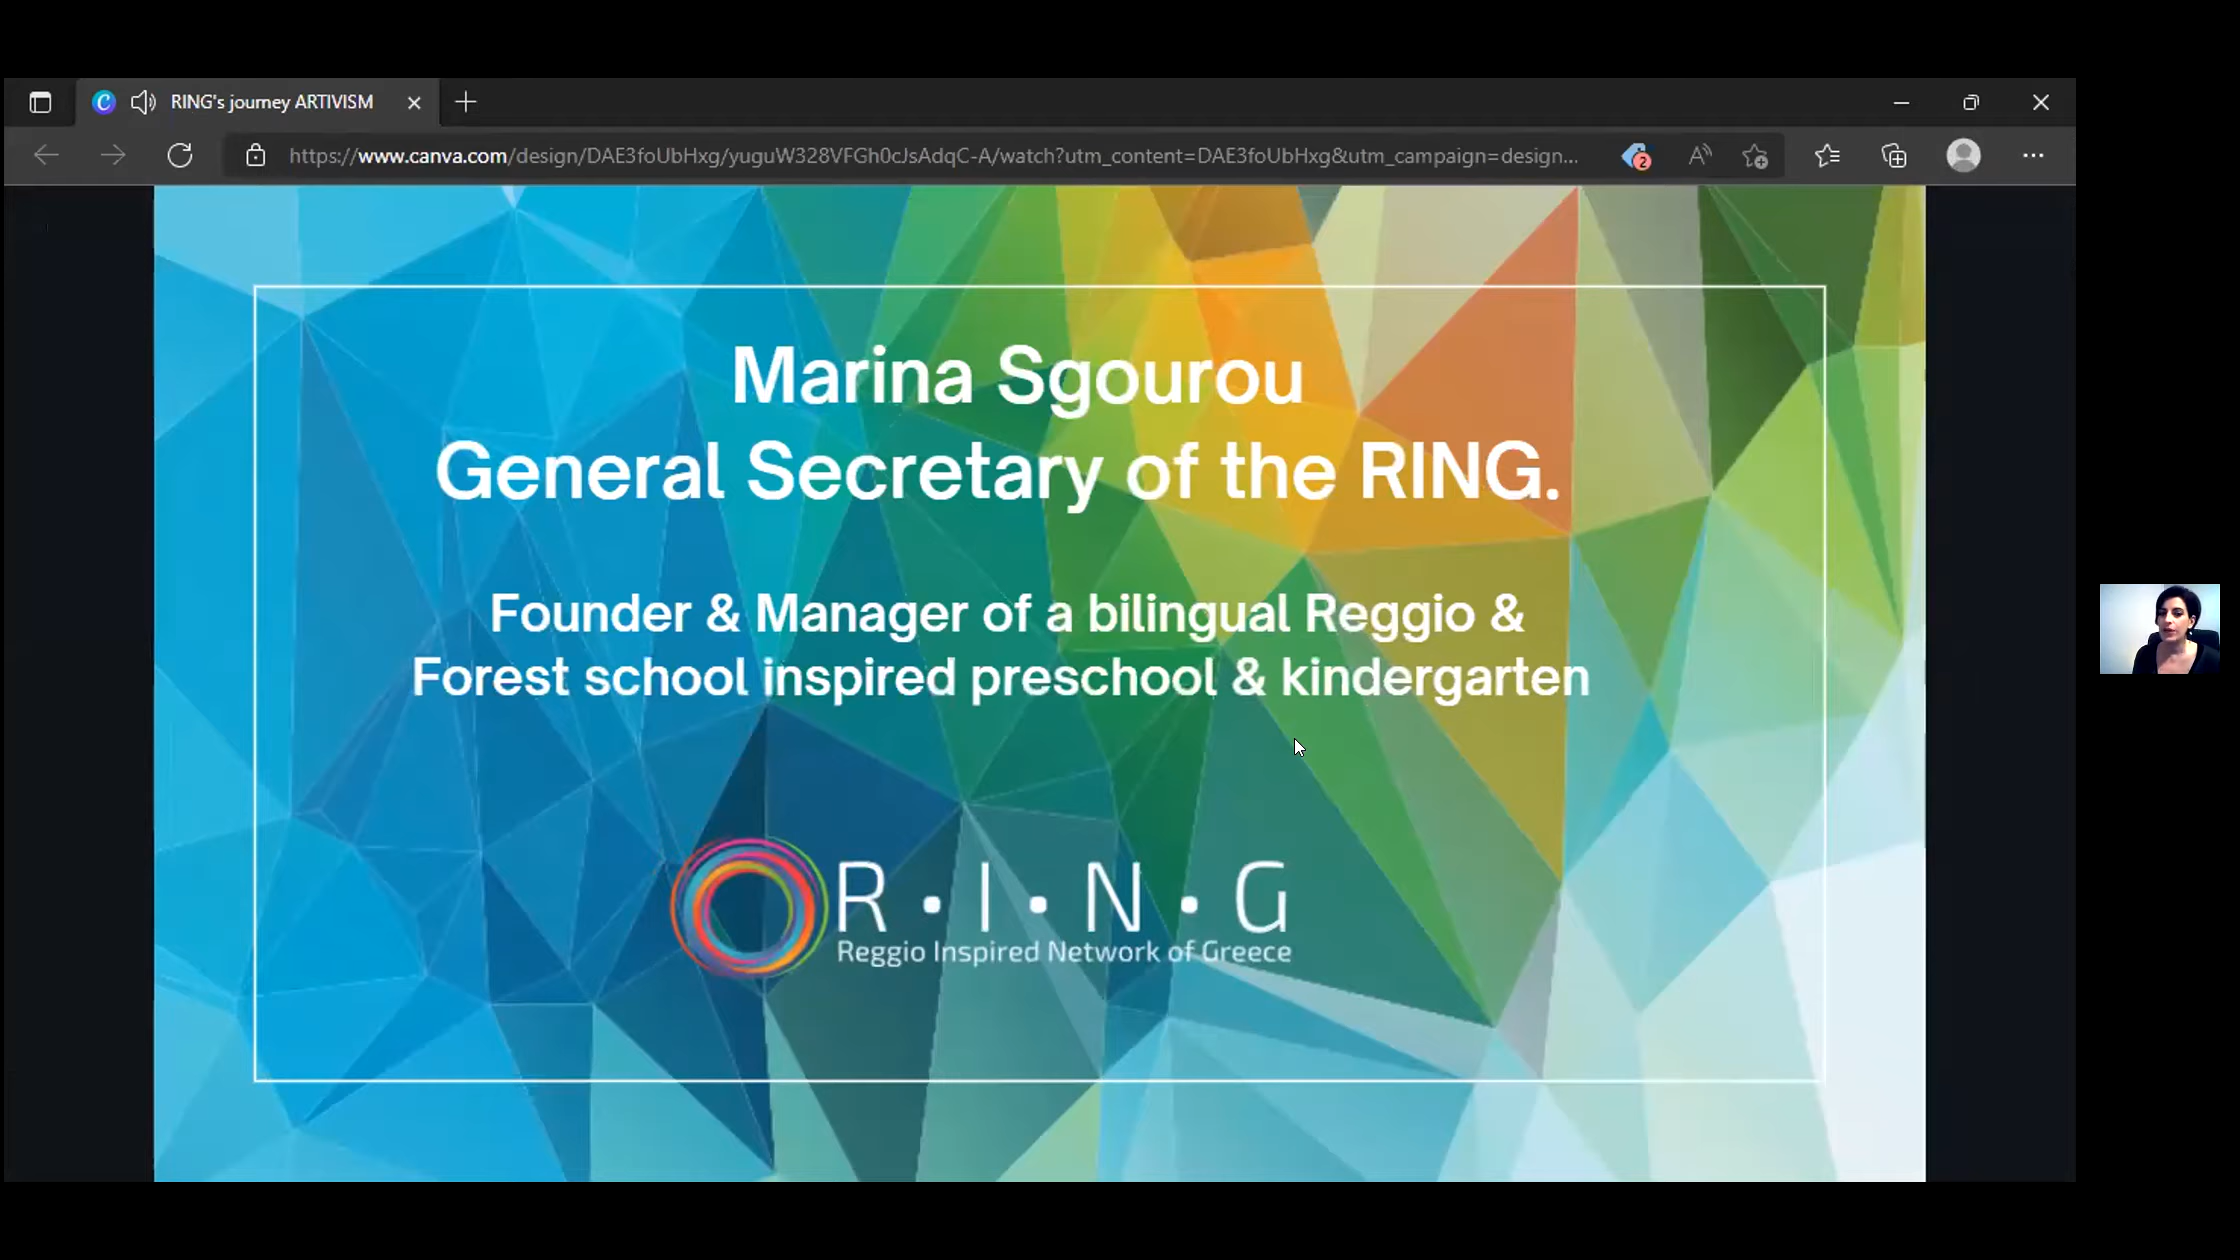 RING's journey ARTIVISM
https://www.canva.com/design/DAE3foUbHxg/yuguW328VFGh0cJsAdqC-A/watch?utm_content=DAE3foUbHxg&utm_campaign=design...
2
Marina Sgourou
General Secretary of the RING.
Founder & Manager of a bilingual Reggio &
Forest school inspired preschool & kindergarten
R • I • N • G
Reggio Inspired Network of Greece